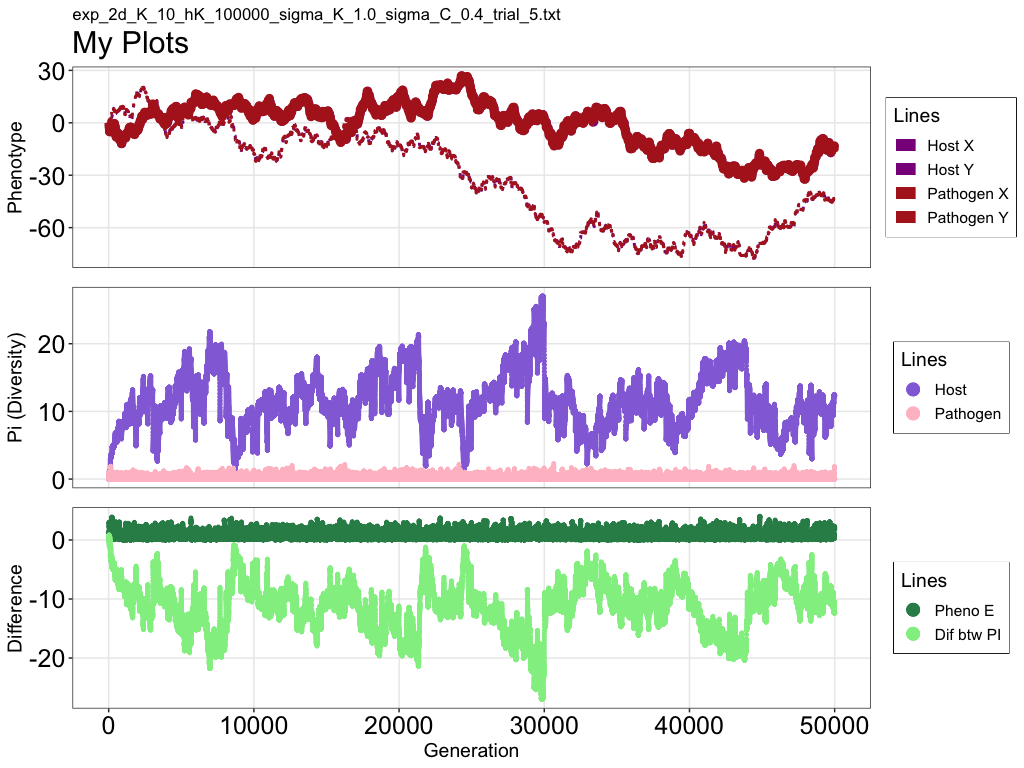 exp_2d_K_10_hK_100000_sigma_K_1.0_sigma_C_0.4_trial_5.txt
My Plots
30
0
-30
-60
Phenotype
Lines
Host X
Host Y
Pathogen X
Pathogen Y
20
10
0
Pi (Diversity)
Lines
Host
Pathogen
0
-10
-20
Difference
Lines
Pheno E
Dif btw PI
0 10000 20000 30000 40000 50000
Generation